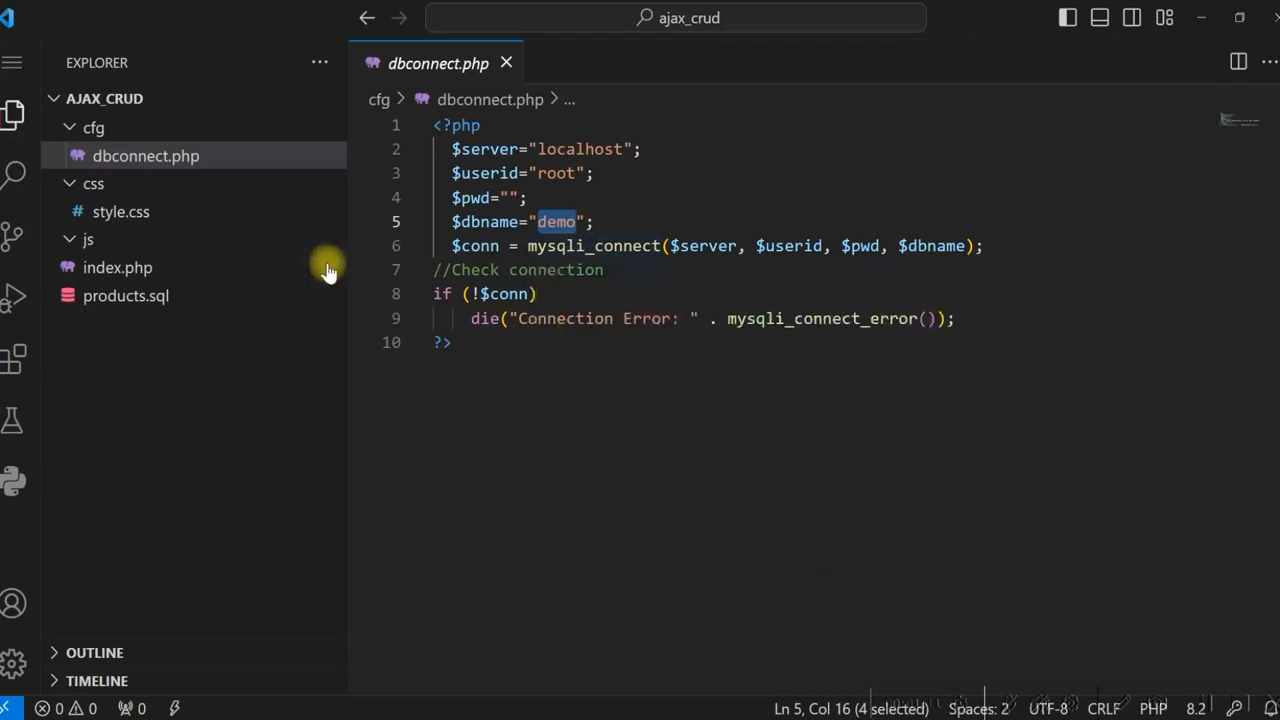 ajax_crud
EXPLORER
AJAX_CRUD
cfg
dbconnect.php
css
style.css
js
index.php
products.sql
OUTLINE
TIMELINE
dbconnect.php
cfg > dbconnect.php > ...
1 <?php
2 $server="localhost";
3 $userid="root";
4 $pwd="";
5 $dbname="demo";
6 $conn = mysqli_connect($server, $userid, $pwd, $dbname);
7 //Check connection
8 if (!$conn)
9 die("Connection Error: " . mysqli_connect_error());
10 ?>
0 0 0 Ln 5, Col 16 (4 selected) Spaces: 2 UTF-8 CRLF PHP 8.2